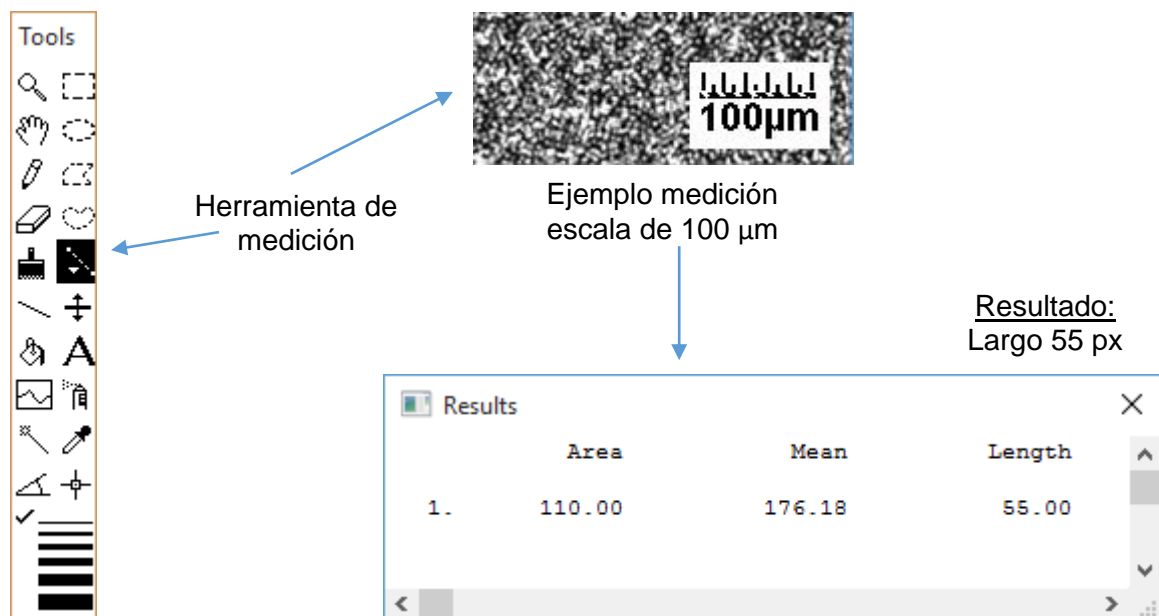 Tools
100µm
Herramienta de
medición
Ejemplo medición
escala de 100 µm
Resultado:
Largo 55 px
Results
Area Mean Length
1. 110.00 176.18 55.00